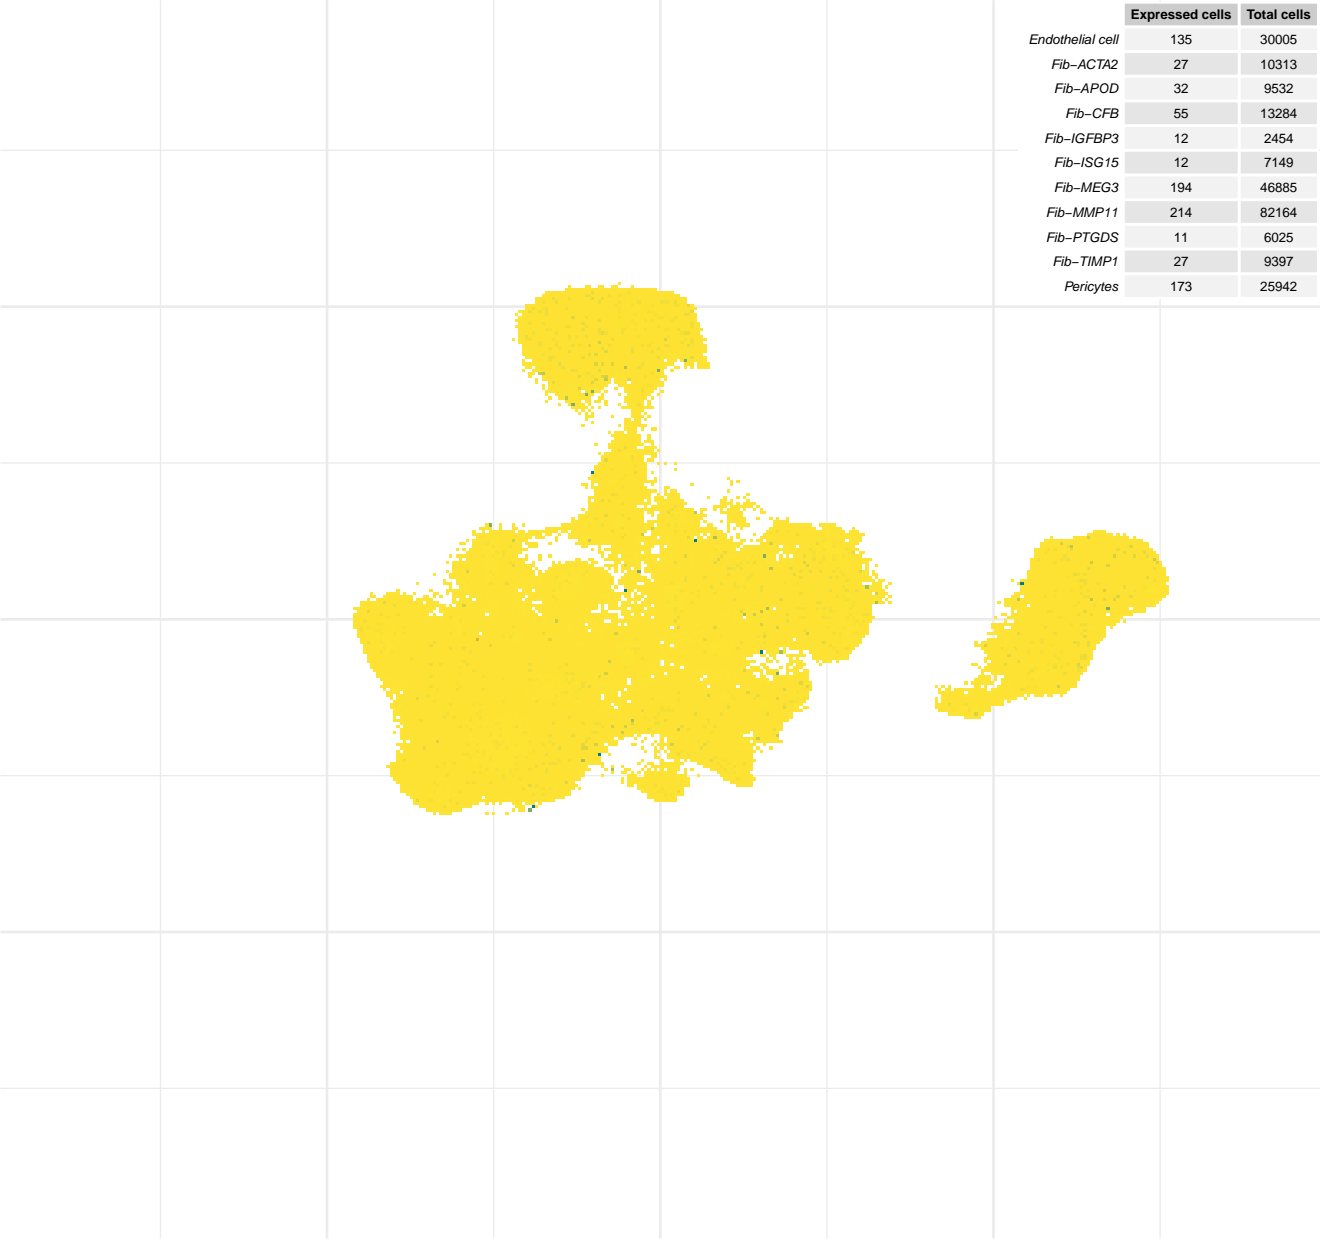 Expressed cells Total cells
Endothelial cell 135 30005
Fib−ACTA2 27 10313
Fib−APOD 32 9532
Fib−CFB 55 13284
Fib−IGFBP3 12 2454
Fib−ISG15 12 7149
Fib−MEG3 194 46885
Fib−MMP11 214 82164
Fib−PTGDS 11 6025
Fib−TIMP1 27 9397
Pericytes 173 25942